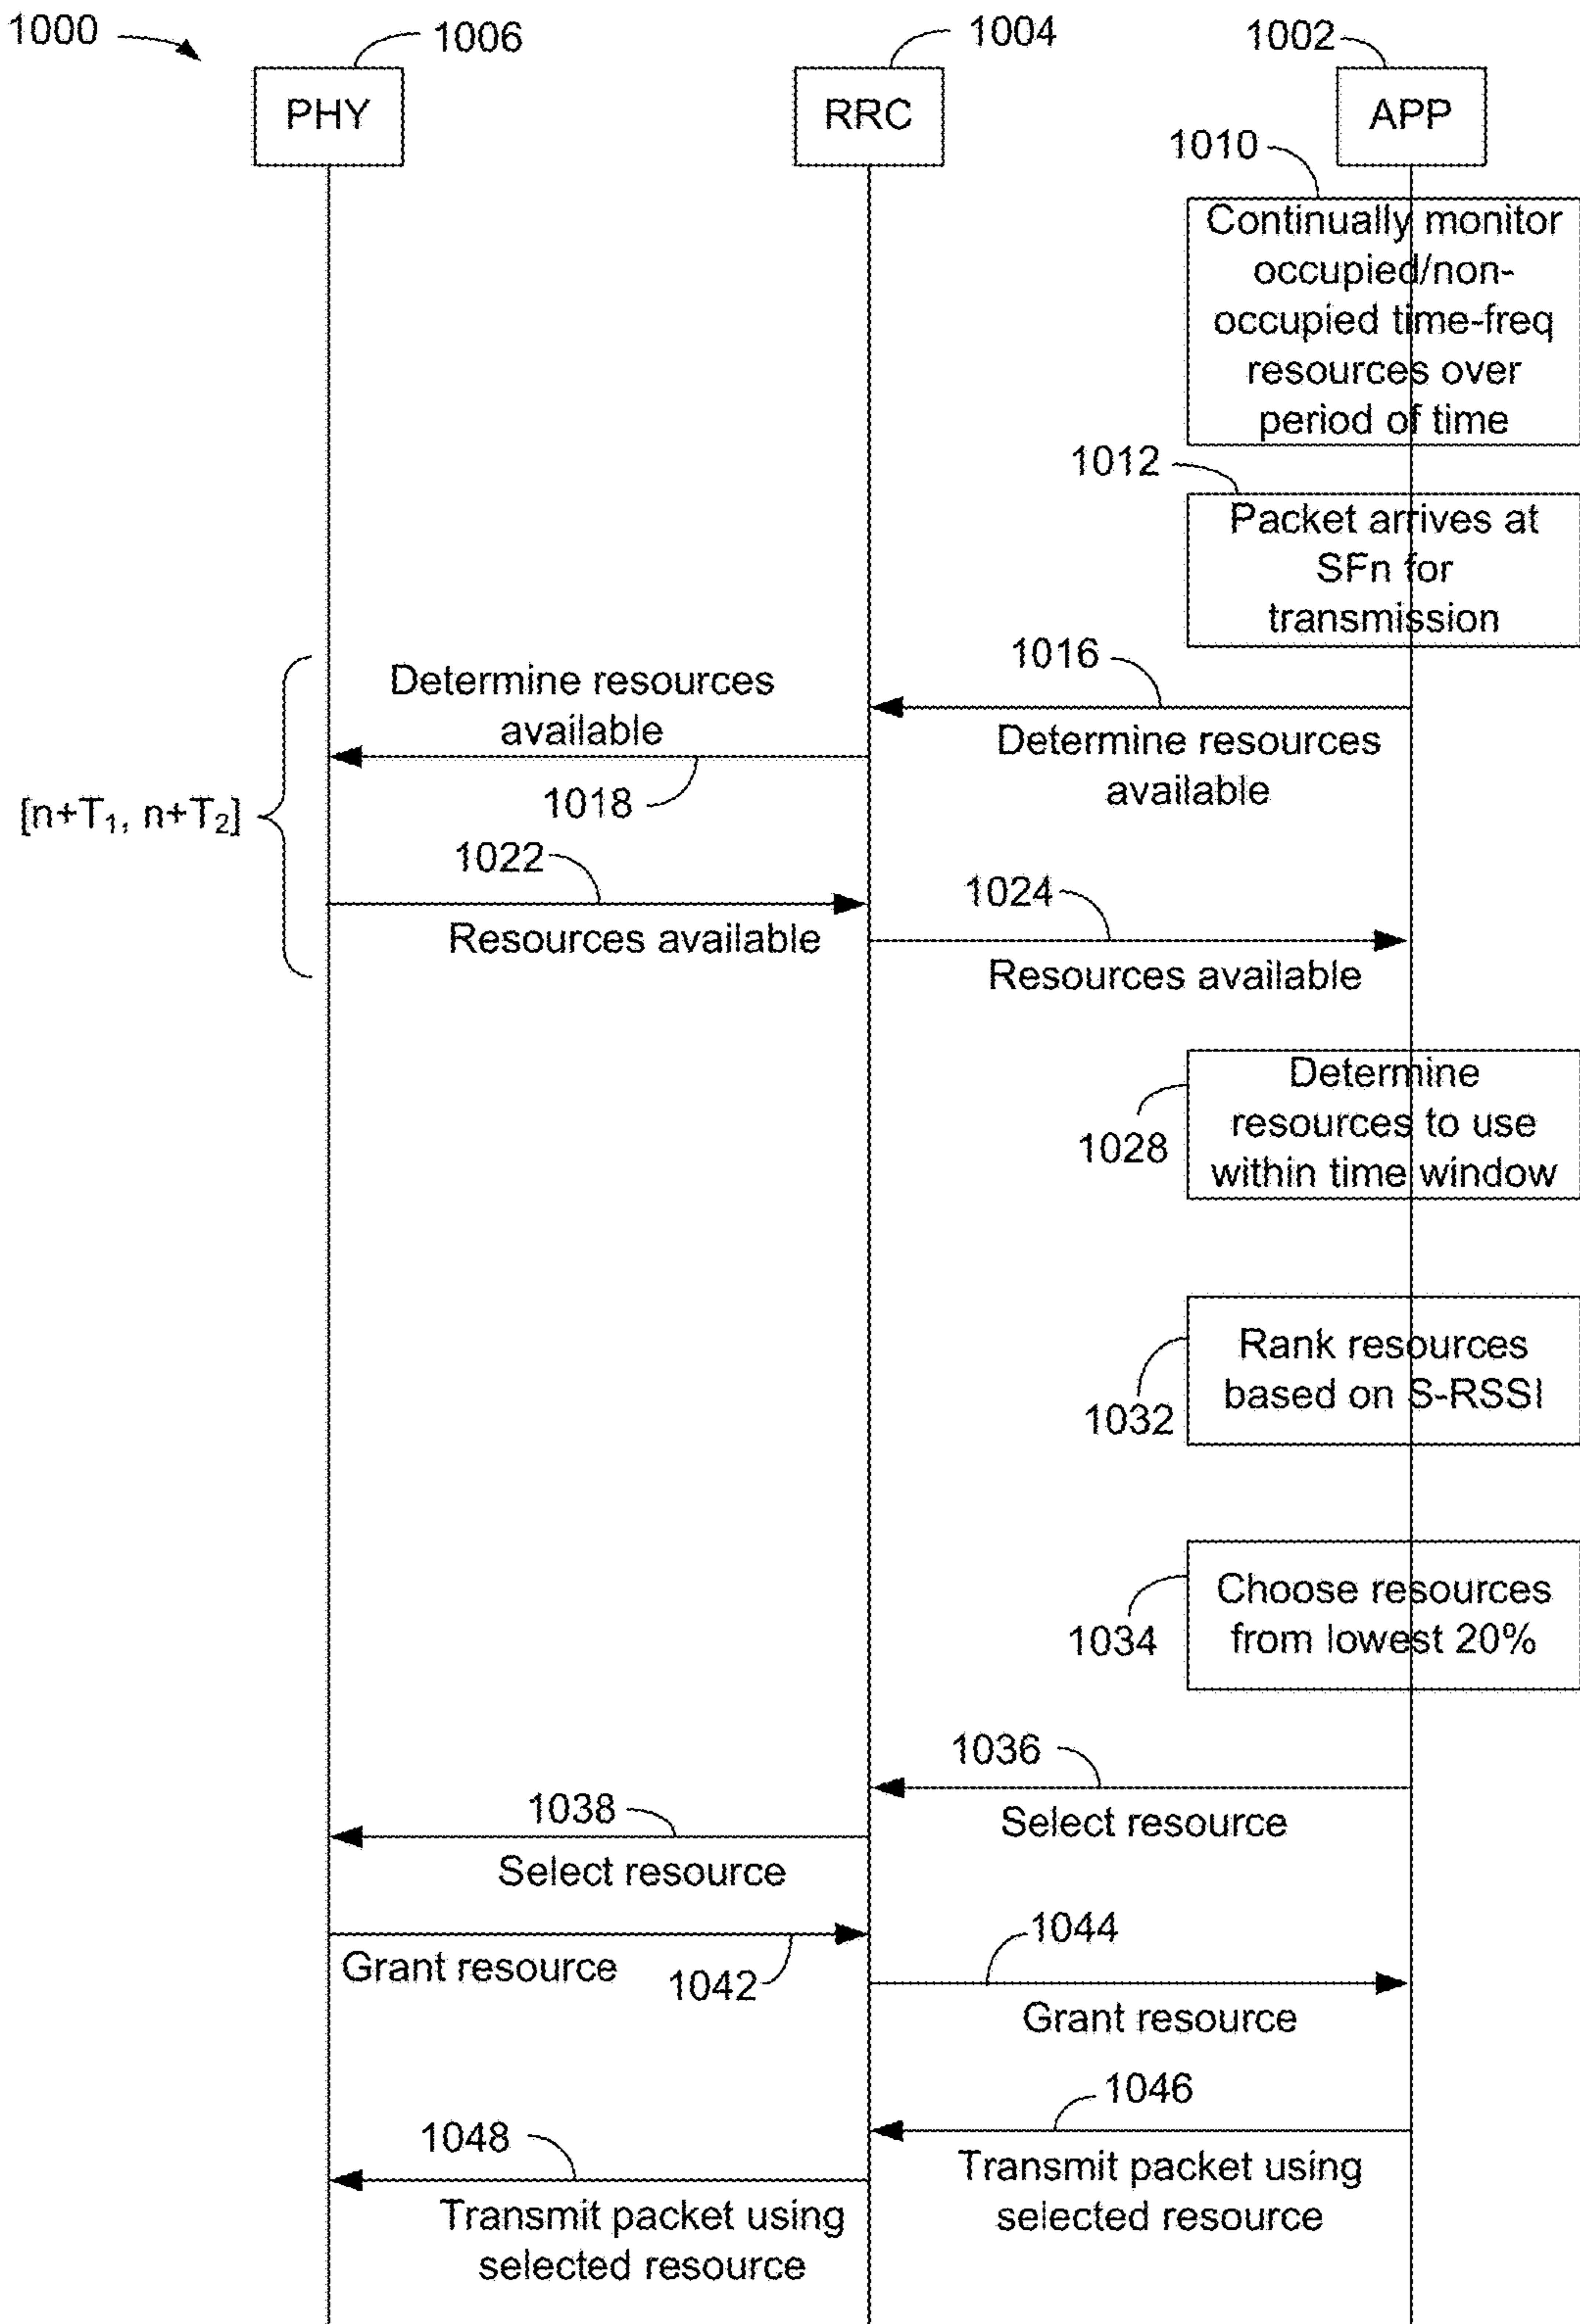 1000
1006
1004
1002
PHY
RRC
APP
1010
Continually monitor
occupied/non-
occupied time-freq
resources over
period of time
1012
Packet arrives at
SFn for
transmission
1016
Determine resources
available
Determine resources
available
1018
[n+T₁, n+T₂]
1022
Resources available
1024
Resources available
Determine
resources to use
within time window
1028
Rank resources
based on S-RSSI
1032
Choose resources
from lowest 20%
1034
1036
Select resource
1038
Select resource
Grant resource
1042
1044
Grant resource
1046
Transmit packet using
selected resource
1048
Transmit packet using
selected resource